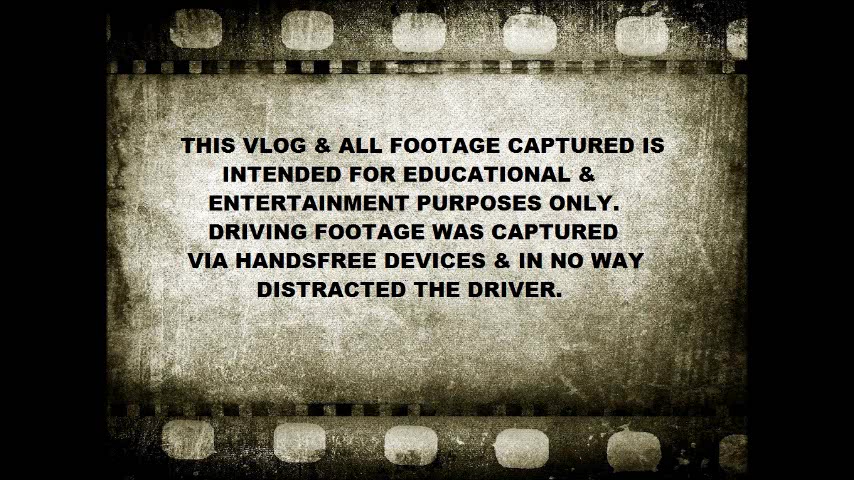 THIS VLOG & ALL FOOTAGE CAPTURED IS
INTENDED FOR EDUCATIONAL &
ENTERTAINMENT PURPOSES ONLY.
DRIVING FOOTAGE WAS CAPTURED
VIA HANDSFREE DEVICES & IN NO WAY
DISTRACTED THE DRIVER.